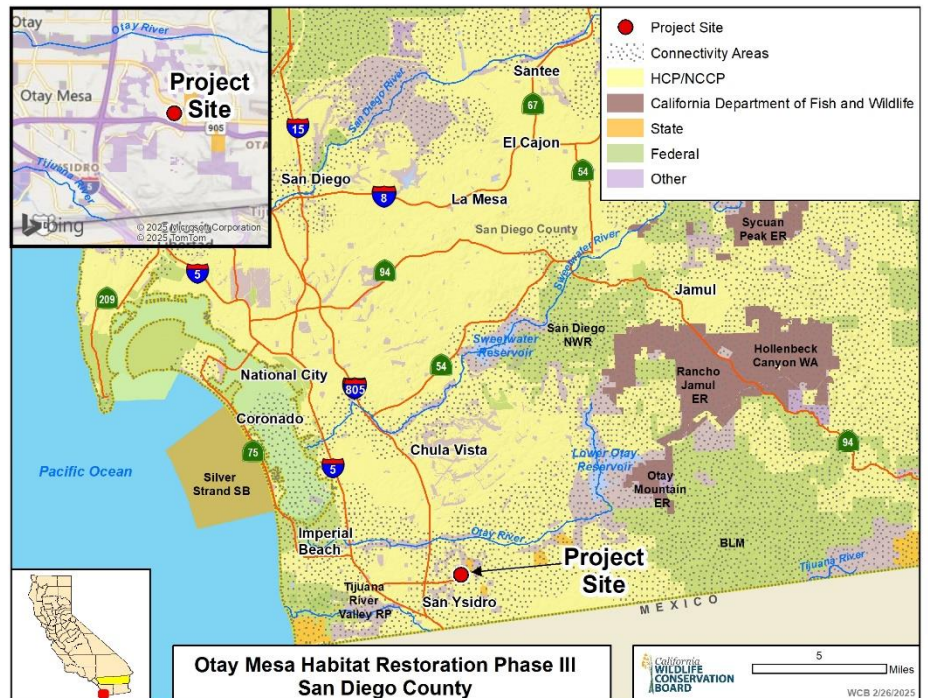 Otay
Otay River
Project
Site
Otay Mesa
905
OTA
YSIDRO
5
Tijuana
River
Tij
Bing
© 2025 Microsoft Corporation
© 2025 TomTom
Project Site
Connectivity Areas
HCP/NCCP
California Department of Fish and Wildlife
State
Federal
Other
San Diego River
Santee
67
15
El Cajon
54
San Diego
8
La Mesa
San Diego County
Sweetwater River
Sycuan
Peak ER
5
94
Jamul
209
San Diego
NWR
Sweetwater
Reservoir
Hollenbeck
Canyon WA
54
Rancho
Jamul
ER
National City
805
Coronado
94
75
Chula Vista
Lower Otay
Reservoir
Pacific Ocean
5
Silver
Strand SB
Otay
Mountain
ER
Imperial
Beach
Otay River
BLM
Project
Site
Tijuana River
Tijuana
River
Valley RP
San Ysidro
MEXICO
Otay Mesa Habitat Restoration Phase III
San Diego County
California
WILDLIFE
CONSERVATION
BOARD
5
Miles
WCB 2/26/2025